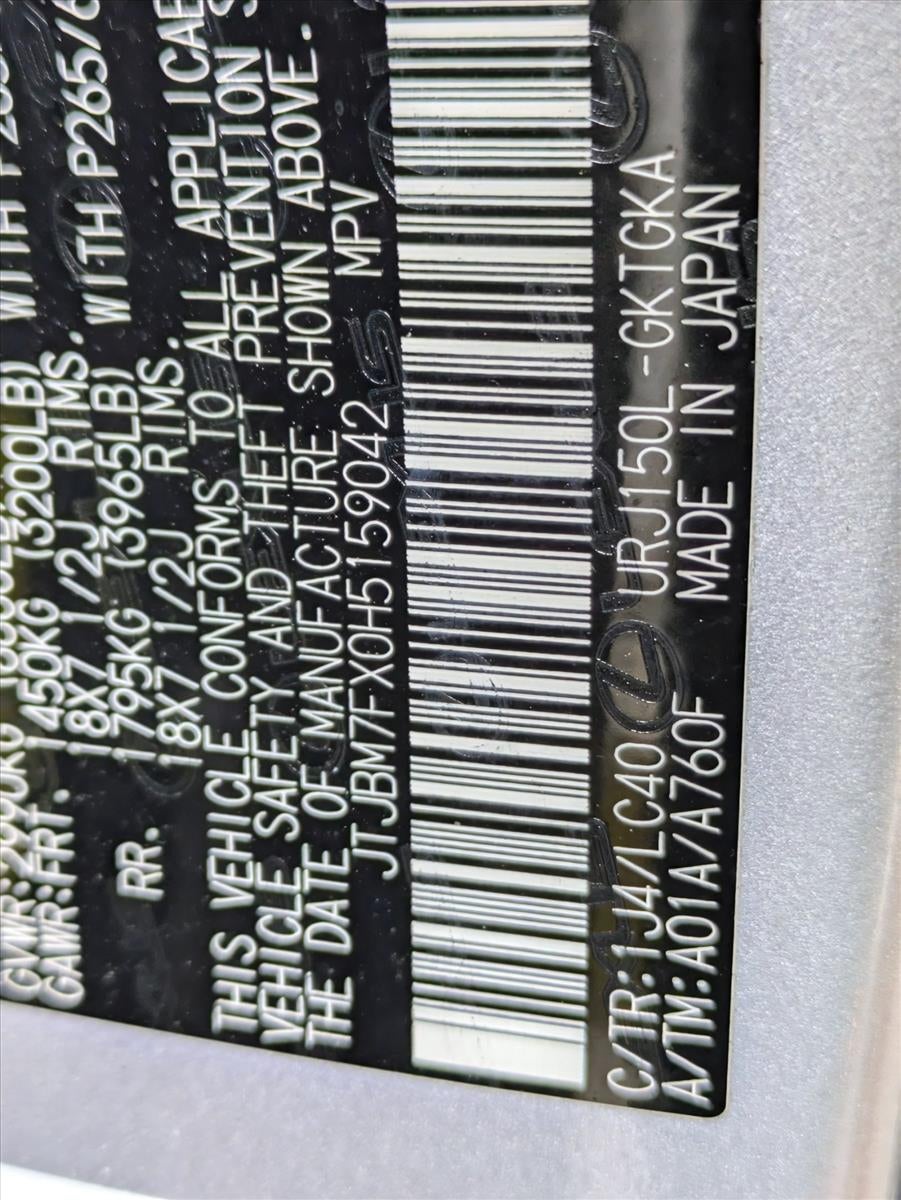 GVWR:2990KG
GAWR:FRT. 1450KG (3200LB) WITH P265
18X7 1/2J RIMS.
RR. 1795KG (3965LB) WITH P265/6
18X7 1/2J RIMS.
THIS VEHICLE CONFORMS TO ALL APPLICAB
VEHICLE SAFETY AND THEFT PREVENTION S
THE DATE OF MANUFACTURE SHOWN ABOVE.
JTJBM7FX0H5159042 MPV
C/TR:1J4/LC40 URJ150L-GKTGKA
A/TM:A01A/A760F MADE IN JAPAN